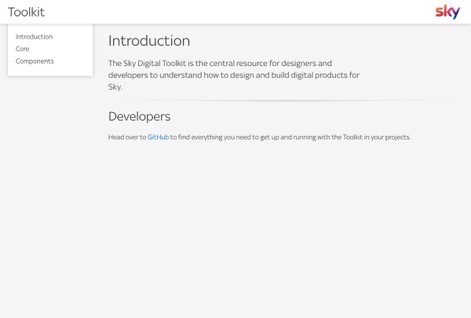 Toolkit
sky
Introduction
Core
Components
Introduction
The Sky Digital Toolkit is the central resource for designers and
developers to understand how to design and build digital products for
Sky.
Developers
Head over to GitHub to find everything you need to get up and running with the Toolkit in your projects.